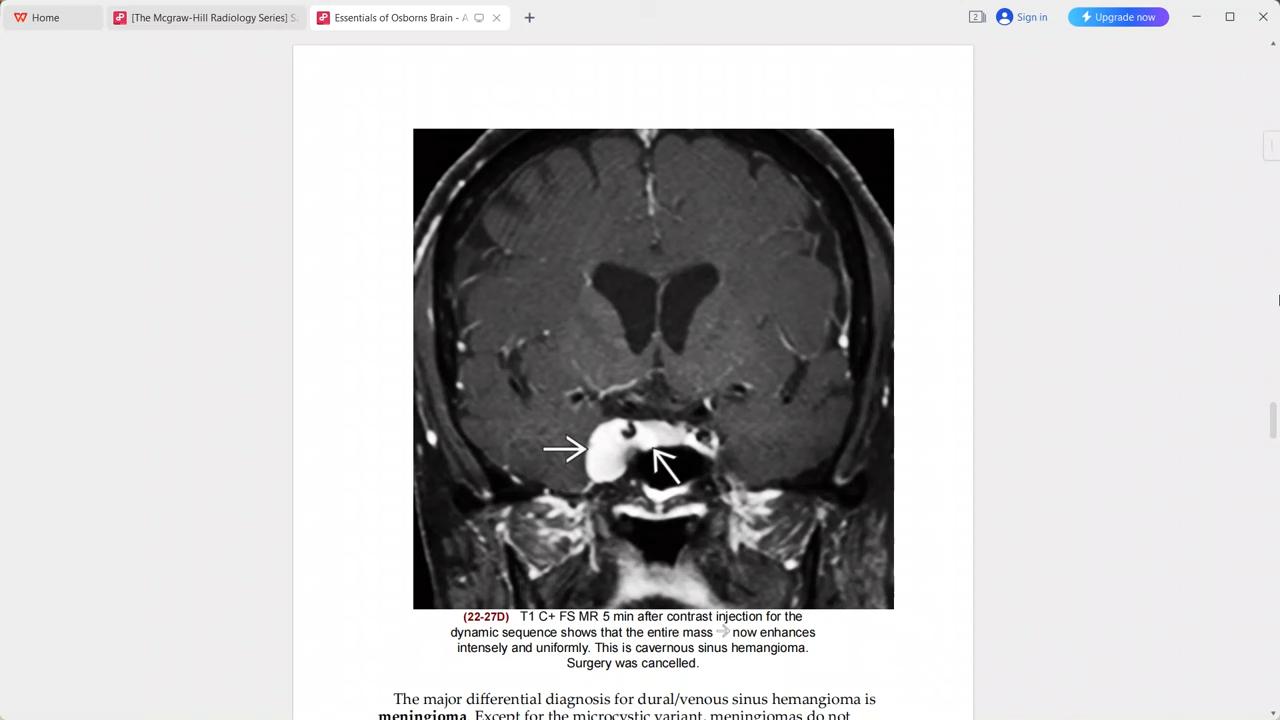 Home
[The Mcgraw-Hill Radiology Series] S.
Essentials of Osborns Brain - A
2
Sign in
Upgrade now
(22-27D) T1 C+ FS MR 5 min after contrast injection for the
dynamic sequence shows that the entire mass now enhances
intensely and uniformly. This is cavernous sinus hemangioma.
Surgery was cancelled.
The major differential diagnosis for dural/venous sinus hemangioma is
meningioma. Except for the microcystic variant, meningiomas do not